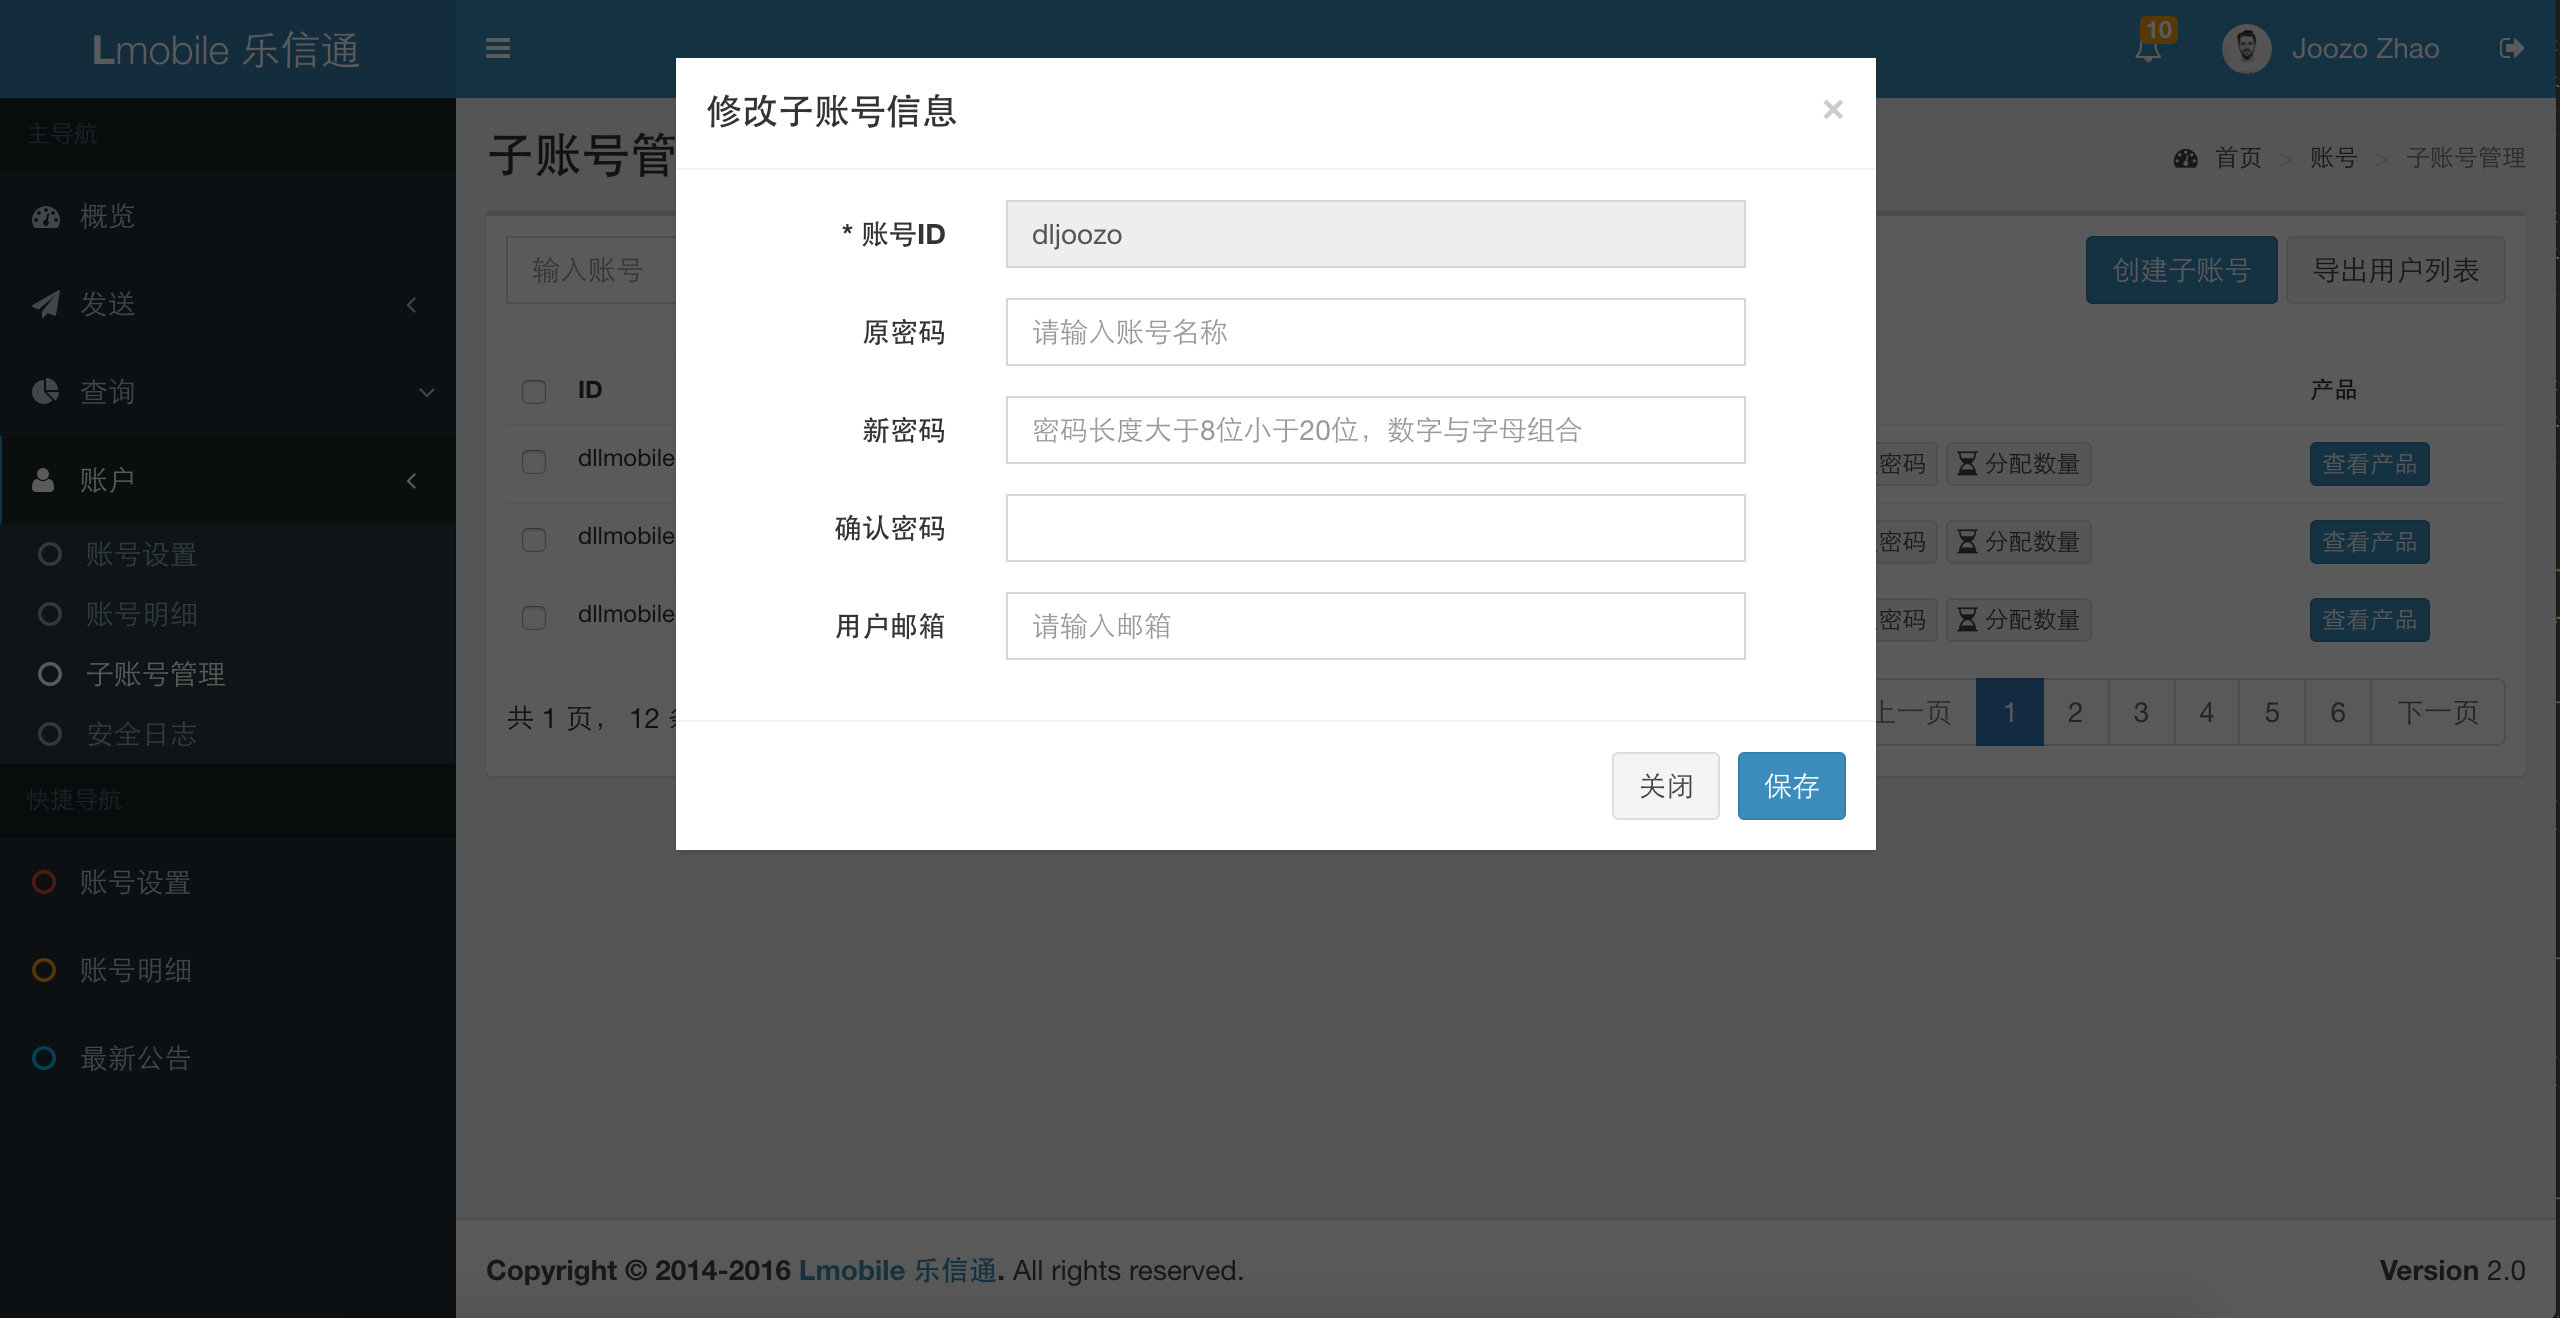 Lmobile 乐信通
10
Joozo Zhao
主导航
概览
发送
查询
账户
账号设置
账号明细
子账号管理
安全日志
快捷导航
账号设置
账号明细
最新公告
子账号管
首页 > 账号 > 子账号管理
输入账号
创建子账号
导出用户列表
ID
产品
dllmobile
密码
分配数量
查看产品
dllmobile
密码
分配数量
查看产品
dllmobile
密码
分配数量
查看产品
共 1 页， 12
上一页 1 2 3 4 5 6 下一页
修改子账号信息
×
* 账号ID
dljoozo
原密码
请输入账号名称
新密码
密码长度大于8位小于20位，数字与字母组合
确认密码
用户邮箱
请输入邮箱
关闭
保存
Copyright © 2014-2016 Lmobile 乐信通. All rights reserved.
Version 2.0